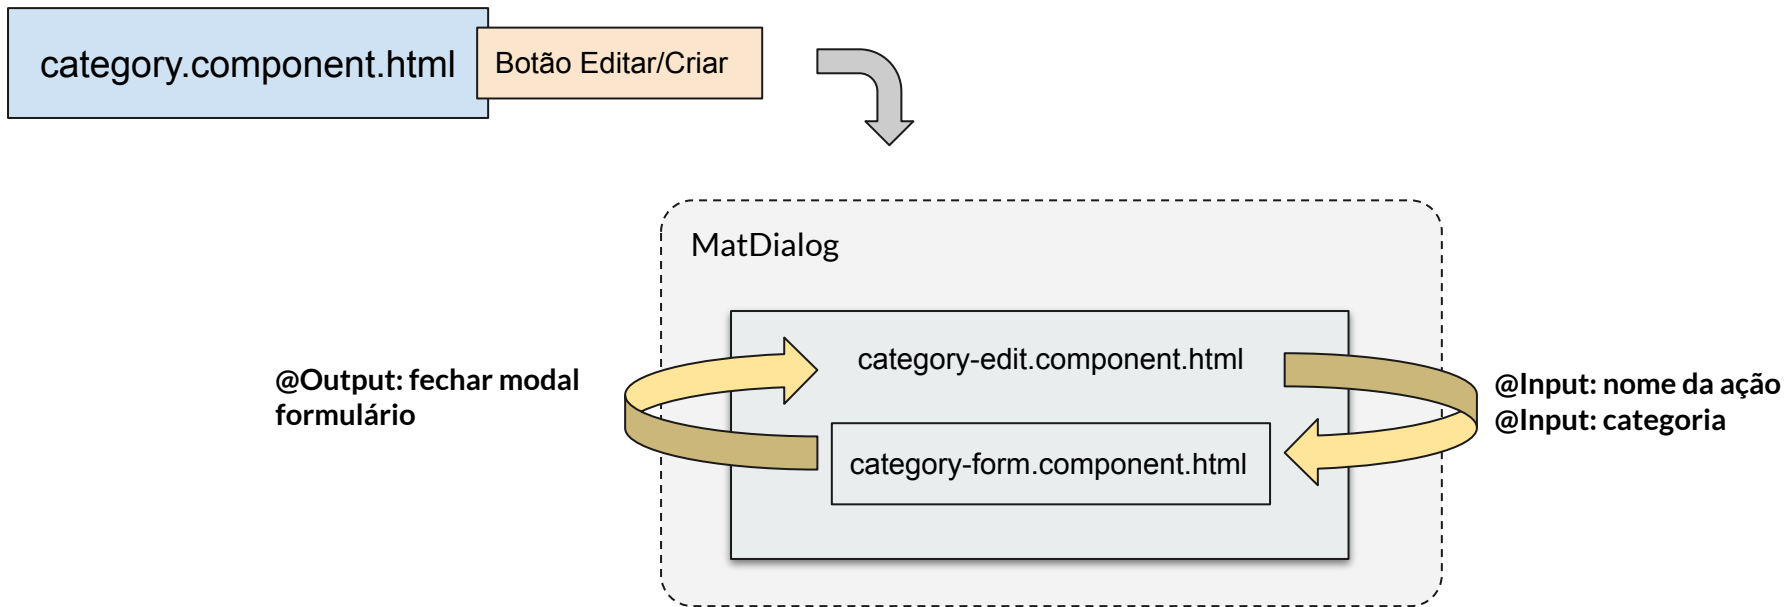 category.component.html
Botão Editar/Criar
MatDialog
category-edit.component.html
@Output: fechar modal
formulário
@Input: nome da ação
@Input: categoria
category-form.component.html